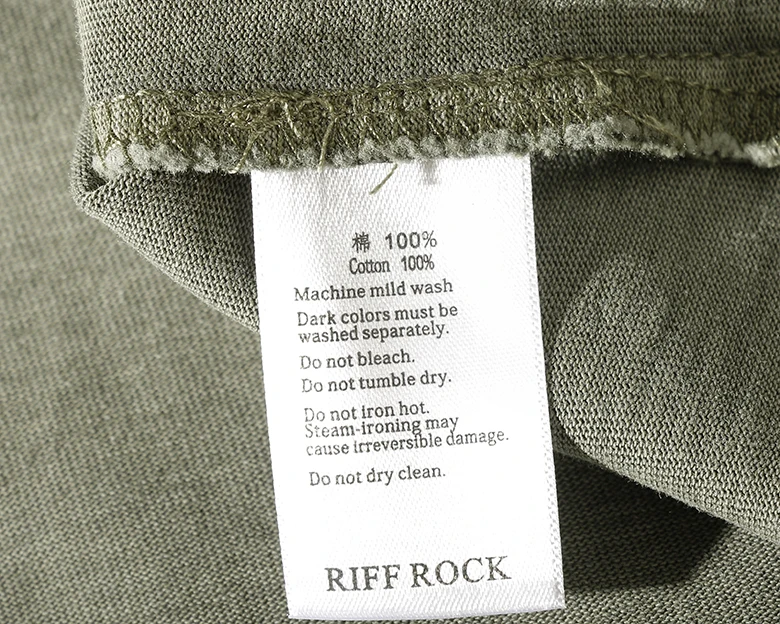 棉 100%
Cotton 100%
Machine mild wash
Dark colors must be
washed separately.
Do not bleach.
Do not tumble dry.
Do not iron hot.
Steam-ironing may
cause irreversible damage.
Do not dry clean.
RIFF ROCK